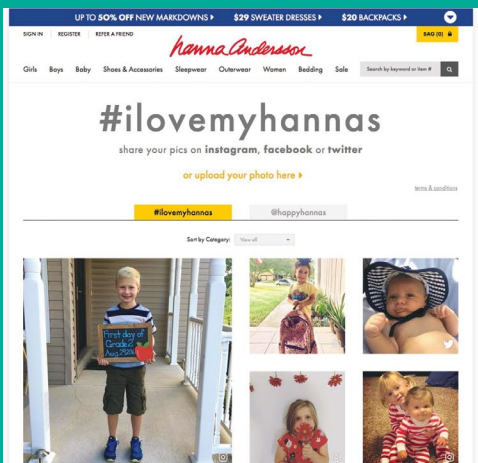 UP TO 50% OFF NEW MARKDOWNS
$29 SWEATER DRESSES
$20 BACKPACKS
SIGN IN
REGISTER
REFER A FRIEND
hanna Andersson
BAG (0)
Girls
Boys
Baby
Shoes & Accessories
Sleepwear
Outerwear
Women
Bedding
Sale
Search by keyword or item #
#ilovemyhannas
share your pics on instagram, facebook or twitter
or upload your photo here
terms & conditions
#ilovemyhannas
@happyhannas
Sort by Category:
View all
First day of
Grade 2